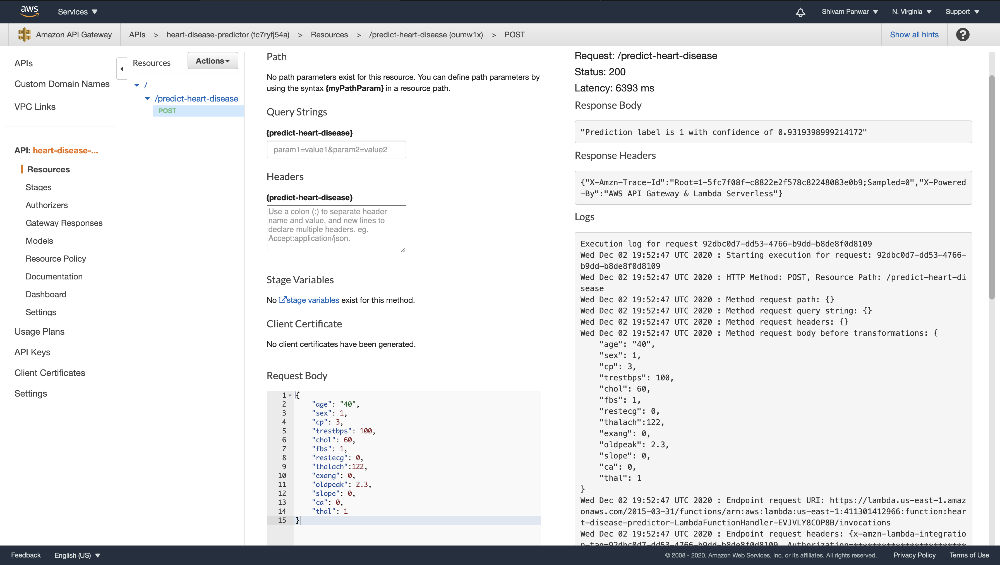 aws
Services
Shivam Panwar
N. Virginia
Support
Amazon API Gateway
APIs > heart-disease-predictor (tc7ryfj54a) > Resources > /predict-heart-disease (oumw1x) > POST
Show all hints
?
APIs
Custom Domain Names
VPC Links
API: heart-disease-...
Resources
Stages
Authorizers
Gateway Responses
Models
Resource Policy
Documentation
Dashboard
Settings
Usage Plans
API Keys
Client Certificates
Settings
Resources
Actions
/
/predict-heart-disease
POST
Path
No path parameters exist for this resource. You can define path parameters by
using the syntax {myPathParam} in a resource path.
Query Strings
{predict-heart-disease}
param1=value1&param2=value2
Headers
{predict-heart-disease}
Use a colon (:) to separate header
name and value, and new lines to
declare multiple headers. eg.
Accept:application/json.
Stage Variables
No stage variables exist for this method.
Client Certificate
No client certificates have been generated.
Request Body
1 {
2 "age": "40",
3 "sex": 1,
4 "cp": 3,
5 "trestbps": 100,
6 "chol": 60,
7 "fbs": 1,
8 "restecg": 0,
9 "thalach":122,
10 "exang": 0,
11 "oldpeak": 2.3,
12 "slope": 0,
13 "ca": 0,
14 "thal": 1
15 }
Request: /predict-heart-disease
Status: 200
Latency: 6393 ms
Response Body
"Prediction label is 1 with confidence of 0.9319398999214172"
Response Headers
{"X-Amzn-Trace-Id":"Root=1-5fc7f08f-c8822e2f578c82248083e0b9;Sampled=0","X-Powered
-By":"AWS API Gateway & Lambda Serverless"}
Logs
Execution log for request 92dbc0d7-dd53-4766-b9dd-b8de8f0d8109
Wed Dec 02 19:52:47 UTC 2020 : Starting execution for request: 92dbc0d7-dd53-4766-
b9dd-b8de8f0d8109
Wed Dec 02 19:52:47 UTC 2020 : HTTP Method: POST, Resource Path: /predict-heart-di
sease
Wed Dec 02 19:52:47 UTC 2020 : Method request path: {}
Wed Dec 02 19:52:47 UTC 2020 : Method request query string: {}
Wed Dec 02 19:52:47 UTC 2020 : Method request headers: {}
Wed Dec 02 19:52:47 UTC 2020 : Method request body before transformations: {
"age": "40",
"sex": 1,
"cp": 3,
"trestbps": 100,
"chol": 60,
"fbs": 1,
"restecg": 0,
"thalach":122,
"exang": 0,
"oldpeak": 2.3,
"slope": 0,
"ca": 0,
"thal": 1
}
Wed Dec 02 19:52:47 UTC 2020 : Endpoint request URI: https://lambda.us-east-1.amaz
onaws.com/2015-03-31/functions/arn:aws:lambda:us-east-1:411301412966:function:hear
t-disease-predictor-LambdaFunctionHandler-EVJVLY8COP8B/invocations
Wed Dec 02 19:52:47 UTC 2020 : Endpoint request headers: {x-amzn-lambda-integratio
n-tag=92dbc0d7-dd53-4766-b9dd-b8de8f0d8109, Authorization=************************
Feedback
English (US)
© 2008 - 2020, Amazon Web Services, Inc. or its affiliates. All rights reserved.
Privacy Policy
Terms of Use